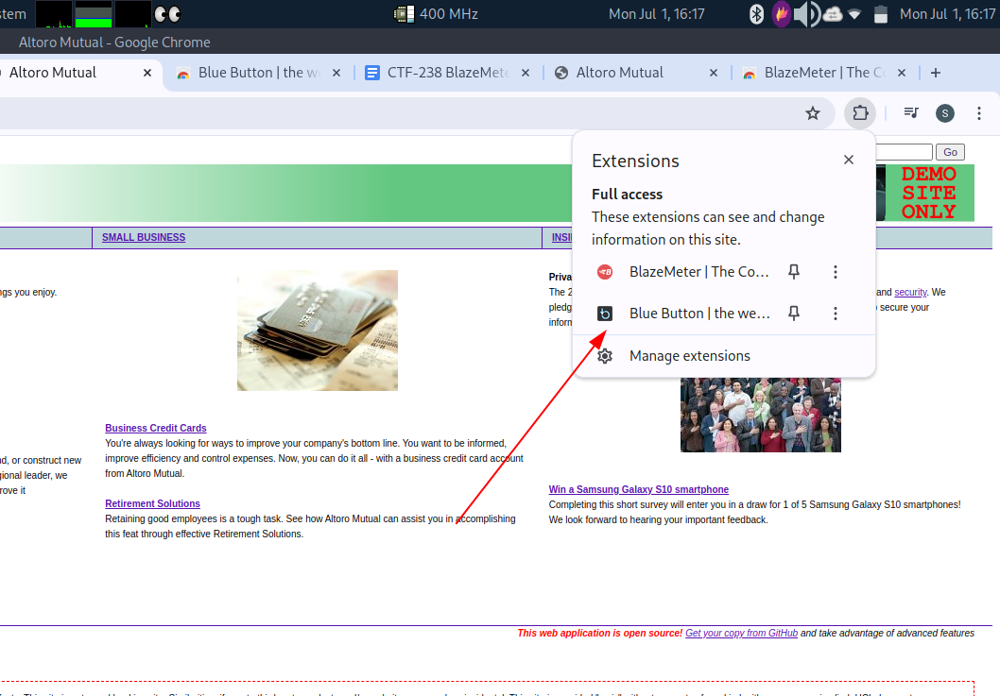 stem 400 MHz Mon Jul 1, 16:17 Mon Jul 1, 16:17
Altoro Mutual - Google Chrome
Altoro Mutual Blue Button | the w CTF-238 BlazeMete Altoro Mutual BlazeMeter | The C
S
Go
DEMO
SITE
ONLY
Extensions
Full access
These extensions can see and change
information on this site.
BlazeMeter | The Co...
Blue Button | the we...
Manage extensions
SMALL BUSINESS
ngs you enjoy.
nd, or construct new
gional leader, we
rove it
Business Credit Cards
You're always looking for ways to improve your company's bottom line. You want to be informed,
improve efficiency and control expenses. Now, you can do it all - with a business credit card account
from Altoro Mutual.
Retirement Solutions
Retaining good employees is a tough task. See how Altoro Mutual can assist you in accomplishing
this feat through effective Retirement Solutions.
INSI
Priva
The 2 and security. We
pledg secure your
inform
Win a Samsung Galaxy S10 smartphone
Completing this short survey will enter you in a draw for 1 of 5 Samsung Galaxy S10 smartphones!
We look forward to hearing your important feedback.
This web application is open source! Get your copy from GitHub and take advantage of advanced features